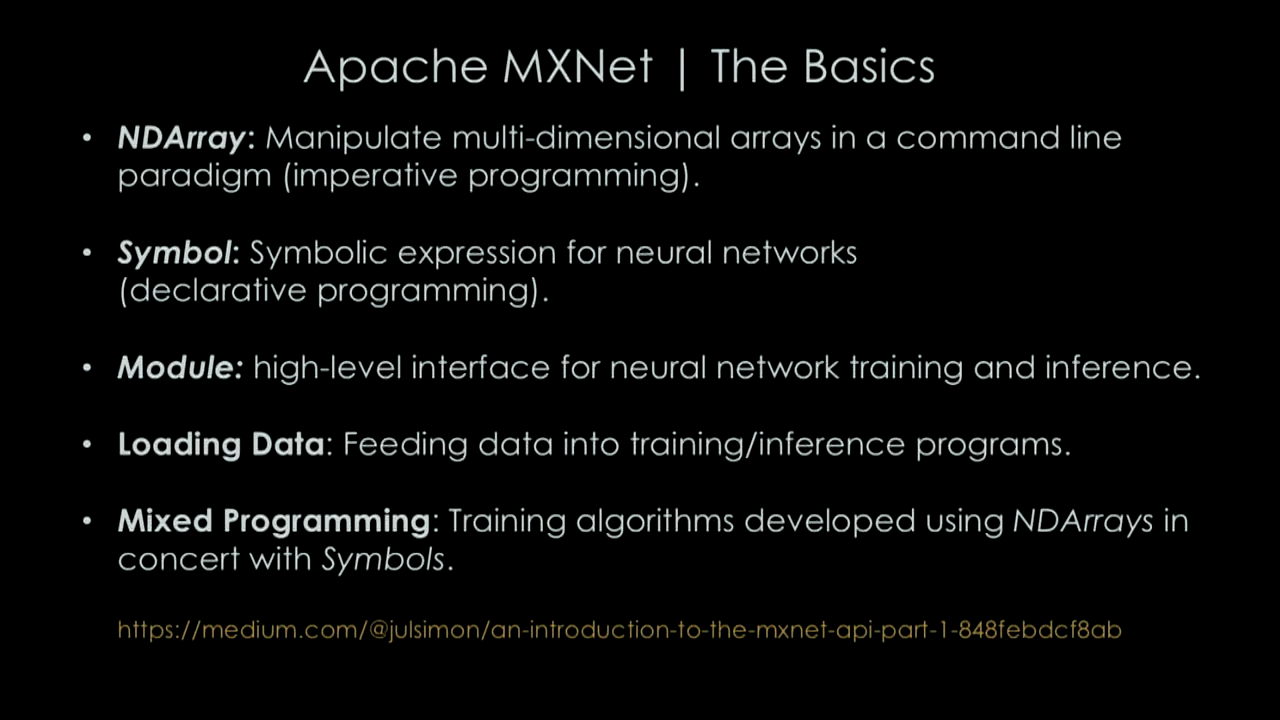 Apache MXNet | The Basics
• NDArray: Manipulate multi-dimensional arrays in a command line
paradigm (imperative programming).
• Symbol: Symbolic expression for neural networks
(declarative programming).
• Module: high-level interface for neural network training and inference.
• Loading Data: Feeding data into training/inference programs.
• Mixed Programming: Training algorithms developed using NDArrays in
concert with Symbols.
https://medium.com/@julsimon/an-introduction-to-the-mxnet-api-part-1-848febdcf8ab